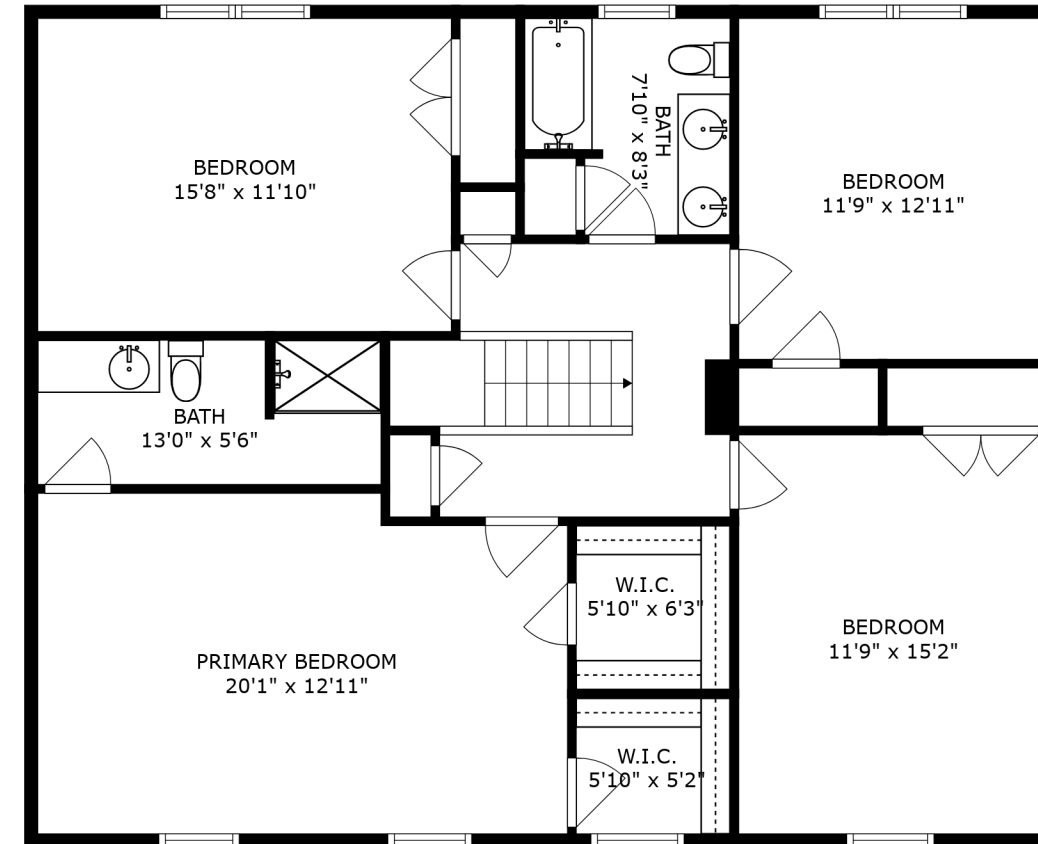 BEDROOM
15'8" x 11'10"
BATH
7'10" x 8'3"
BEDROOM
11'9" x 12'11"
BATH
13'0" x 5'6"
W.I.C.
5'10" x 6'3"
BEDROOM
11'9" x 15'2"
PRIMARY BEDROOM
20'1" x 12'11"
W.I.C.
5'10" x 5'2"